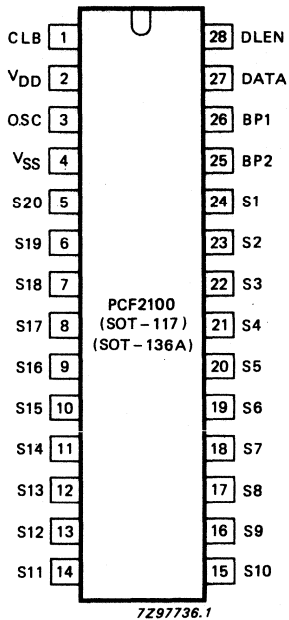 CLB 1 28 DLEN
VDD 2 27 DATA
OSC 3 26 BP1
VSS 4 25 BP2
S20 5 24 S1
S19 6 23 S2
S18 7 22 S3
PCF2100
(SOT-117)
(SOT-136A)
S17 8 21 S4
S16 9 20 S5
S15 10 19 S6
S14 11 18 S7
S13 12 17 S8
S12 13 16 S9
S11 14 15 S10
7Z97736.1